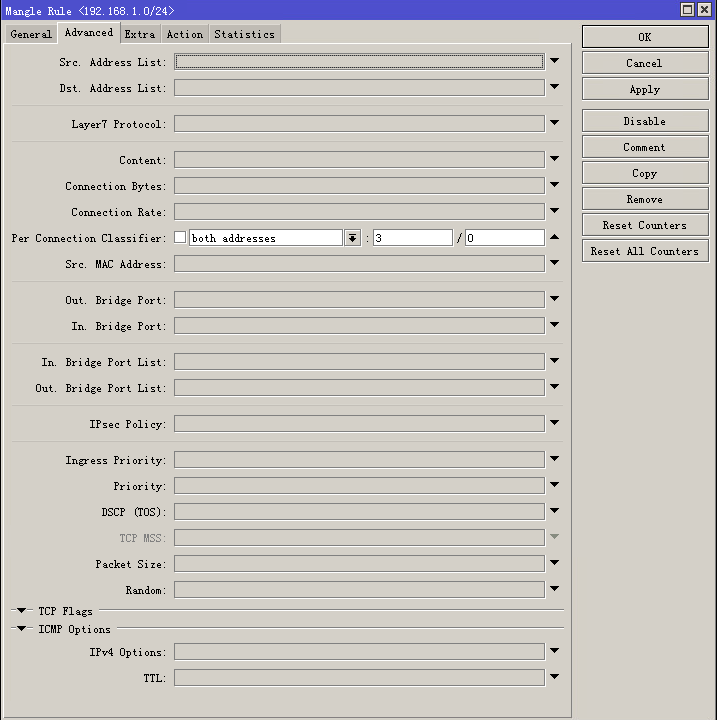 Mangle Rule <192.168.1.0/24>
General Advanced Extra Action Statistics
Src. Address List:
Dst. Address List:
Layer7 Protocol:
Content:
Connection Bytes:
Connection Rate:
Per Connection Classifier: both addresses : 3 / 0
Src. MAC Address:
Out. Bridge Port:
In. Bridge Port:
In. Bridge Port List:
Out. Bridge Port List:
IPsec Policy:
Ingress Priority:
Priority:
DSCP (TOS):
TCP MSS:
Packet Size:
Random:
TCP Flags
ICMP Options
IPv4 Options:
TTL:
OK
Cancel
Apply
Disable
Comment
Copy
Remove
Reset Counters
Reset All Counters